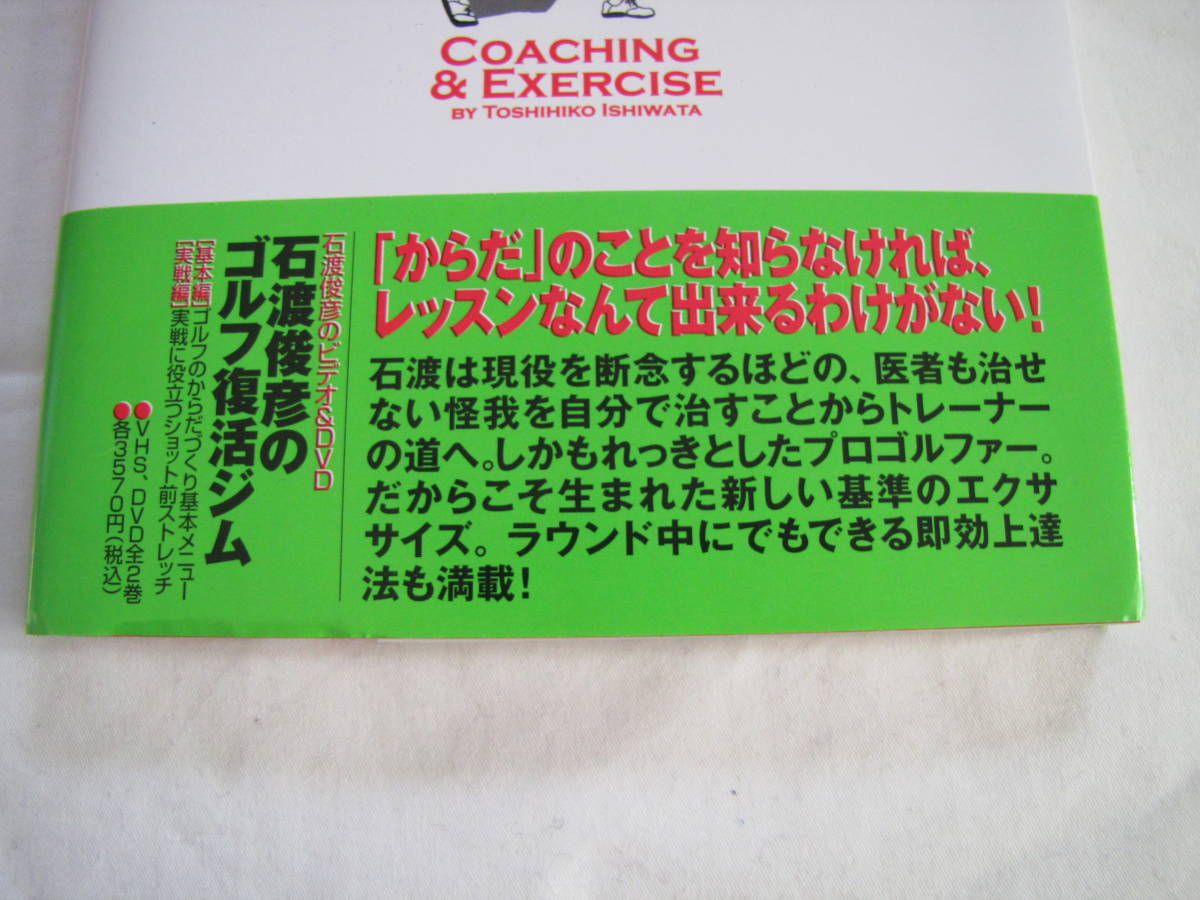 COACHING
& EXERCISE
BY TOSHIHIKO ISHIWATA
「からだ」のことを知らなければ、
レッスンなんて出来るわけがない!
石渡は現役を断念するほどの、医者も治せ
ない怪我を自分で治すことからトレーナー
の道へ。しかもれっきとしたプロゴルファー。
だからこそ生まれた新しい基準のエクサ
サイズ。ラウンド中にでもできる即効上達
法も満載!
石渡俊彦のビデオ&DVD
石渡俊彦の
ゴルフ復活ジム
[基本編]ゴルフのからだづくり基本メニュー
[実戦編]実戦に役立つショット前ストレッチ
●VHS、DVD全2巻
●各3570円(税込)